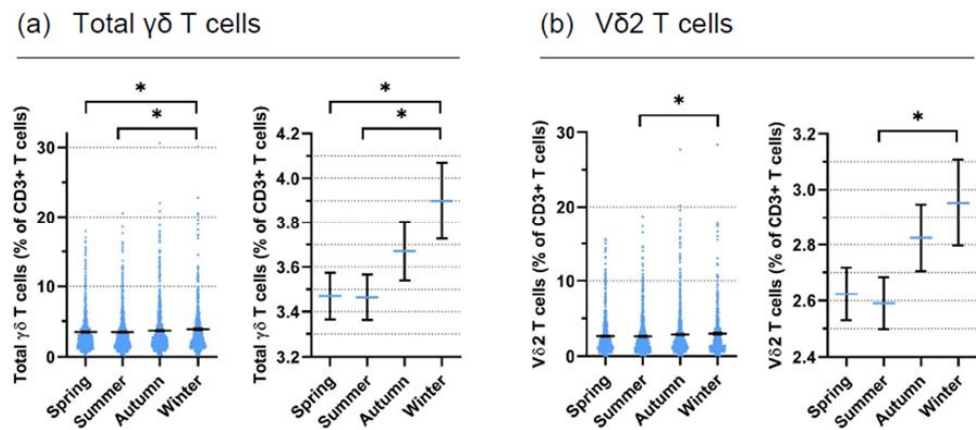 (a) Total γδ T cells
(b) Vδ2 T cells
*
*
Total γδ T cells (% of CD3+ T cells)
30
20
10
0
Spring
Summer
Autumn
Winter
*
*
Total γδ T cells (% of CD3+ T cells)
4.2
4.0
3.8
3.6
3.4
3.2
Spring
Summer
Autumn
Winter
*
Vδ2 T cells (% of CD3+ T cells)
30
20
10
0
Spring
Summer
Autumn
Winter
*
Vδ2 T cells (% of CD3+ T cells)
3.2
3.0
2.8
2.6
2.4
Spring
Summer
Autumn
Winter